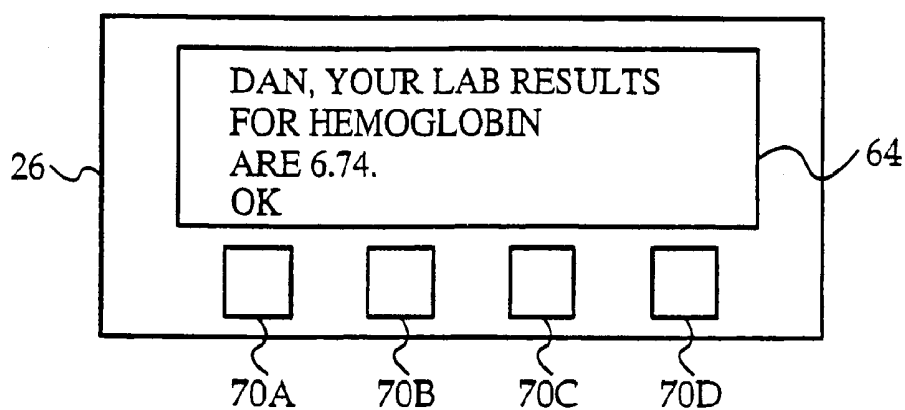 DAN, YOUR LAB RESULTS
FOR HEMOGLOBIN
ARE 6.74.
OK
26
64
70A 70B 70C 70D